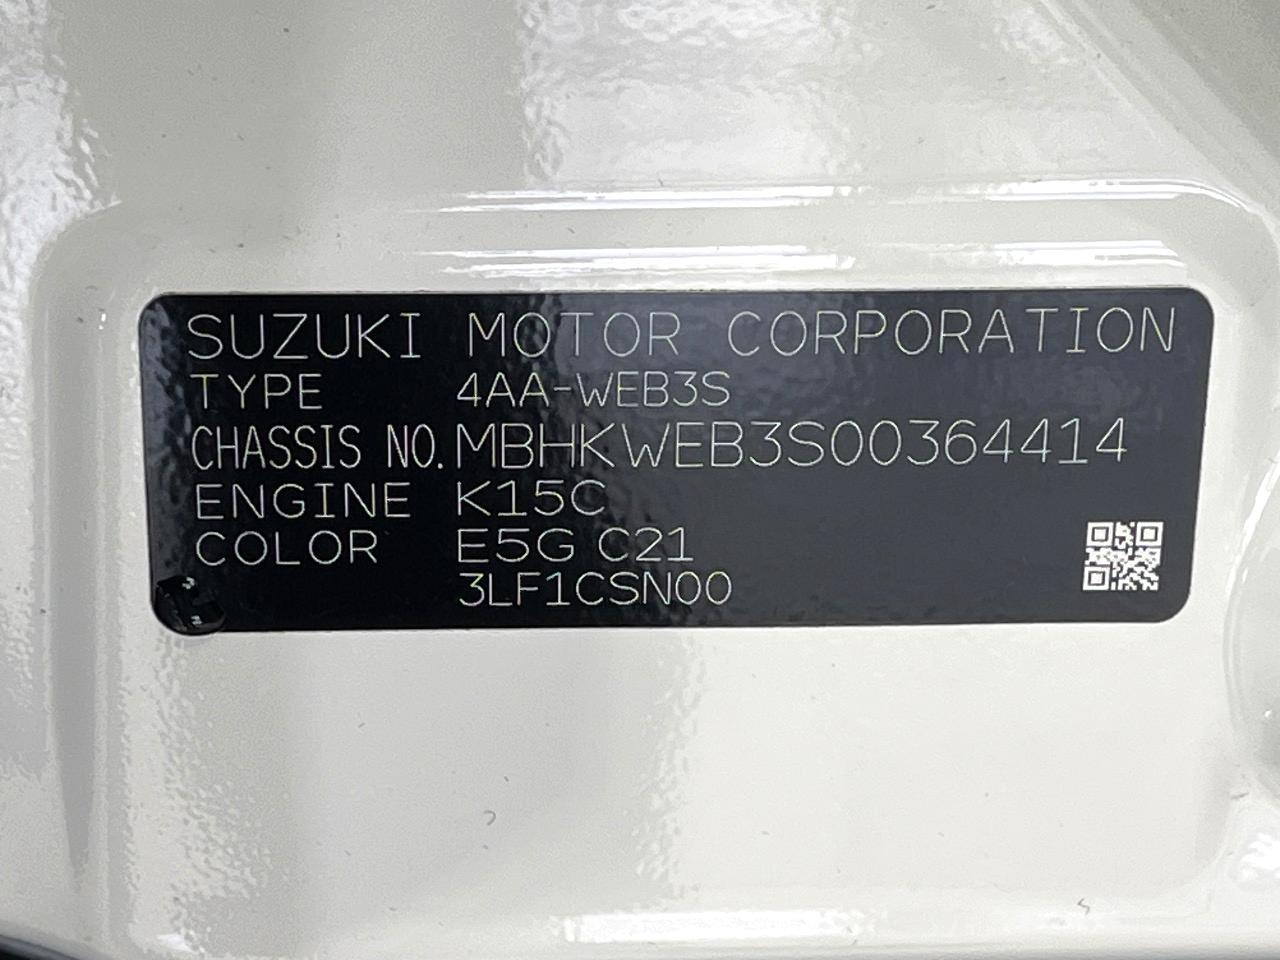 SUZUKI MOTOR CORPORATION
TYPE 4AA-WEB3S
CHASSIS NO. MBHKWEB3S00364414
ENGINE K15C
COLOR E5G C21
3LF1CSN00